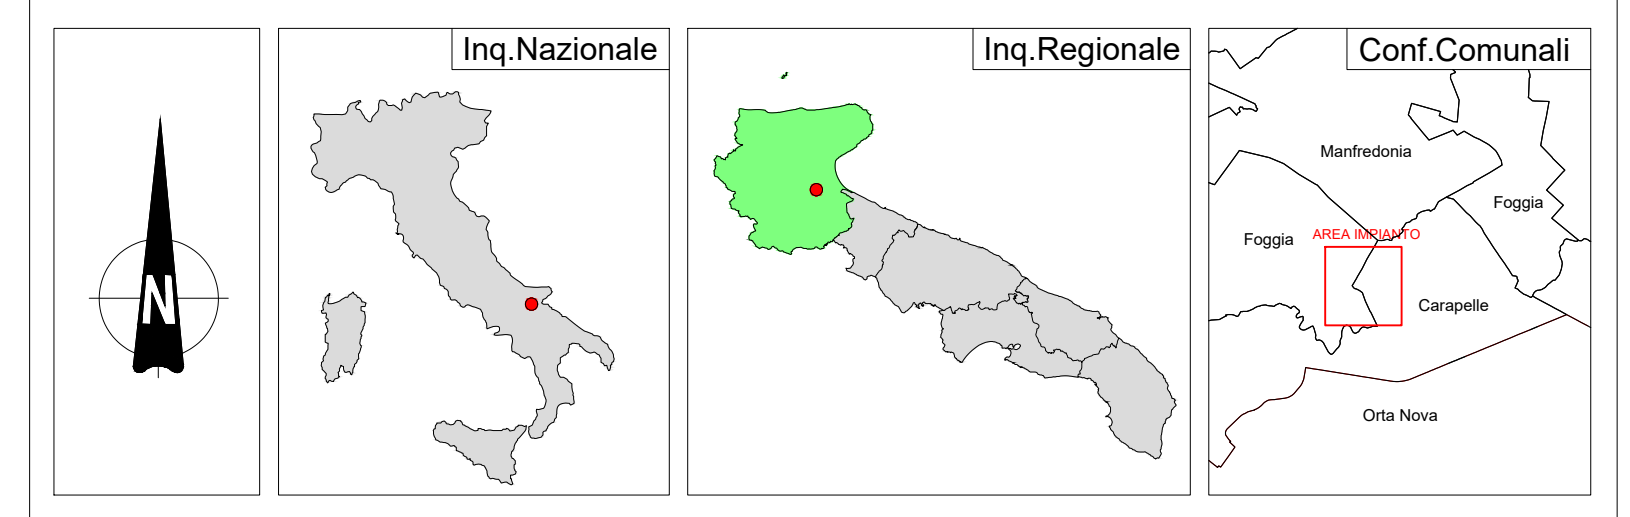 N
Inq.Nazionale
Inq.Regionale
Conf.Comunali
Manfredonia
Foggia
Foggia
AREA IMPIANTO
Carapelle
Orta Nova